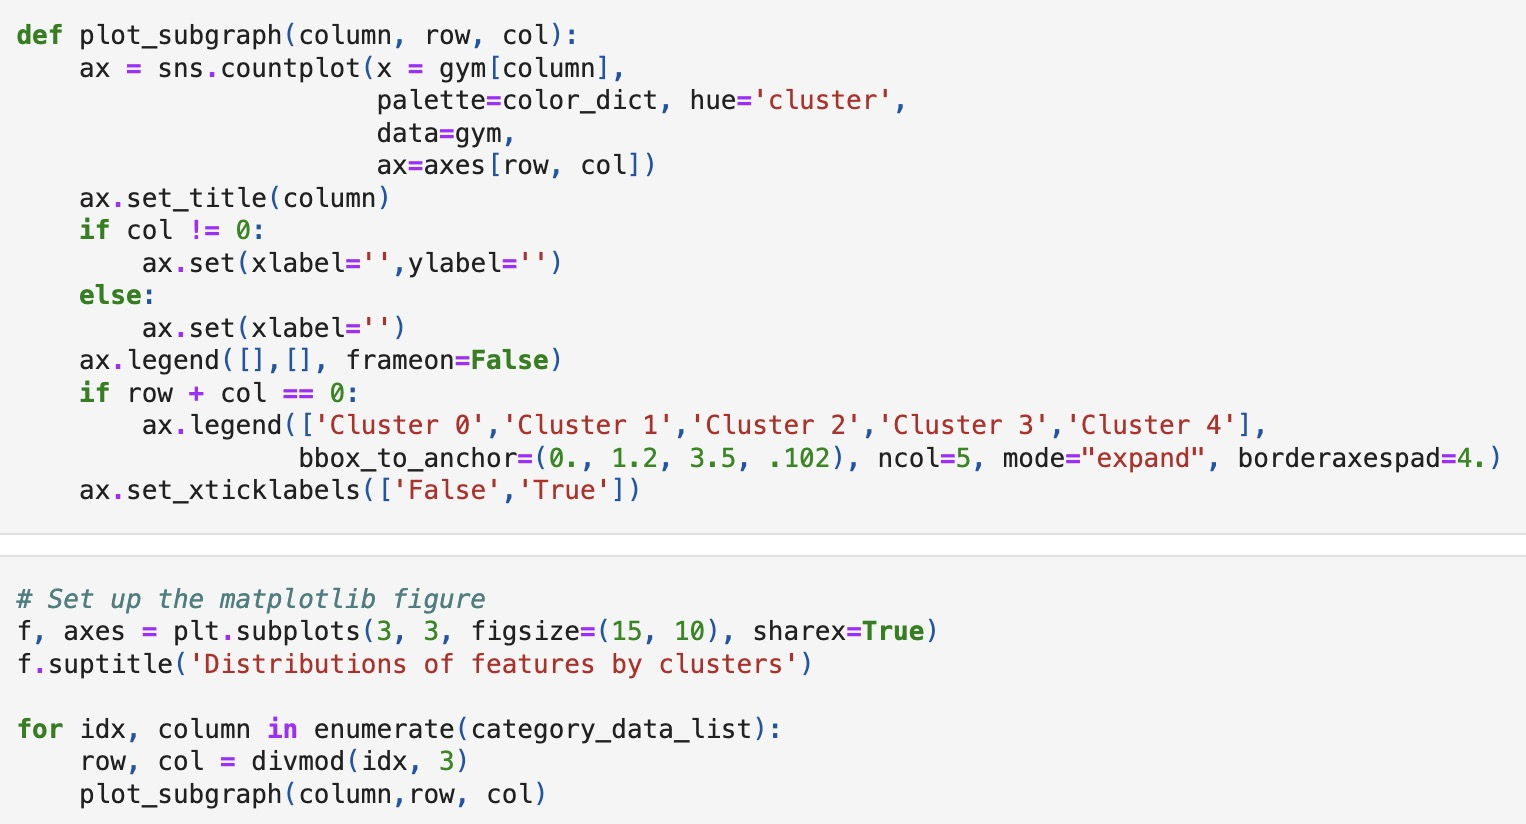 def plot_subgraph(column, row, col):
    ax = sns.countplot(x = gym[column],
                       palette=color_dict, hue='cluster',
                       data=gym,
                       ax=axes[row, col])
    ax.set_title(column)
    if col != 0:
        ax.set(xlabel='',ylabel='')
    else:
        ax.set(xlabel='')
    ax.legend([],[], frameon=False)
    if row + col == 0:
        ax.legend(['Cluster 0','Cluster 1','Cluster 2','Cluster 3','Cluster 4'],
                  bbox_to_anchor=(0., 1.2, 3.5, .102), ncol=5, mode="expand", borderaxespad=4.)
    ax.set_xticklabels(['False','True'])
# Set up the matplotlib figure
f, axes = plt.subplots(3, 3, figsize=(15, 10), sharex=True)
f.suptitle('Distributions of features by clusters')
for idx, column in enumerate(category_data_list):
    row, col = divmod(idx, 3)
    plot_subgraph(column,row, col)